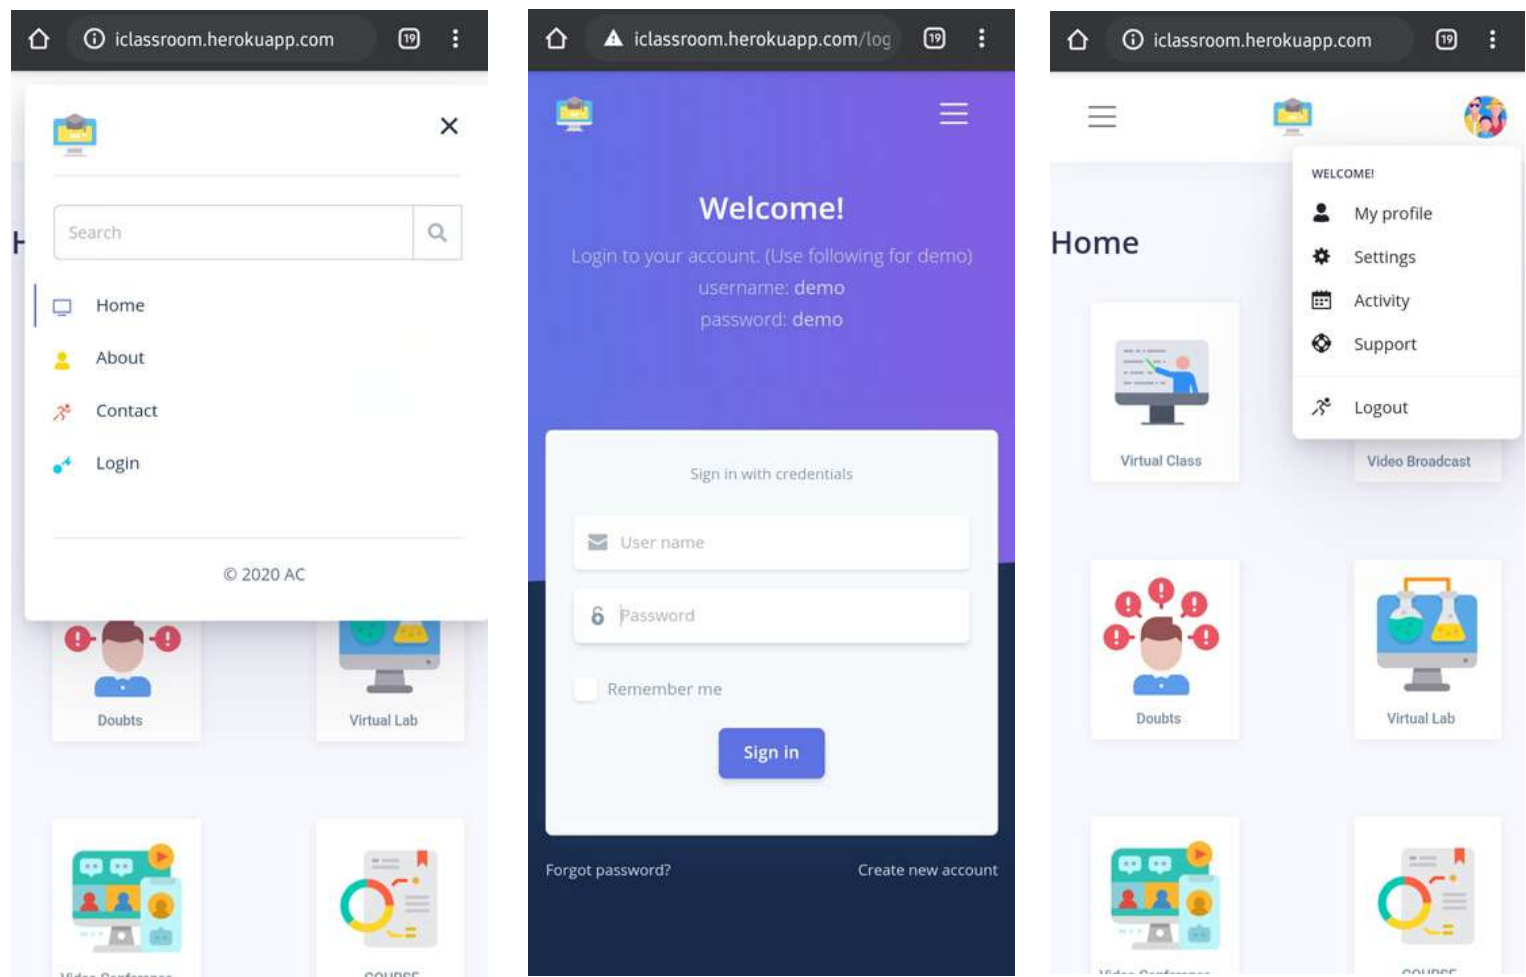 iclassroom.herokuapp.com
19
Search
Home
About
Contact
Login
© 2020 AC
Doubts
Virtual Lab
iclassroom.herokuapp.com/log
19
Welcome!
Login to your account. (Use following for demo)
username: demo
password: demo
Sign in with credentials
User name
Password
Remember me
Sign in
Forgot password?
Create new account
iclassroom.herokuapp.com
19
WELCOME!
My profile
Settings
Activity
Support
Logout
Home
Virtual Class
Video Broadcast
Doubts
Virtual Lab